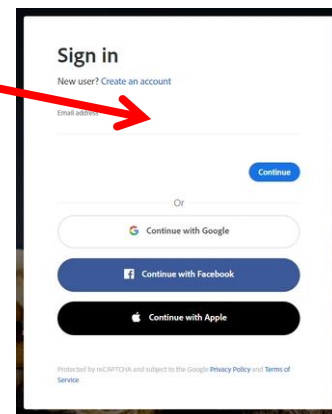 Sign in
New user? Create an account
Email address
Continue
Or
Continue with Google
Continue with Facebook
Continue with Apple
Protected by reCAPTCHA and subject to the Google Privacy Policy and Terms of
Service.